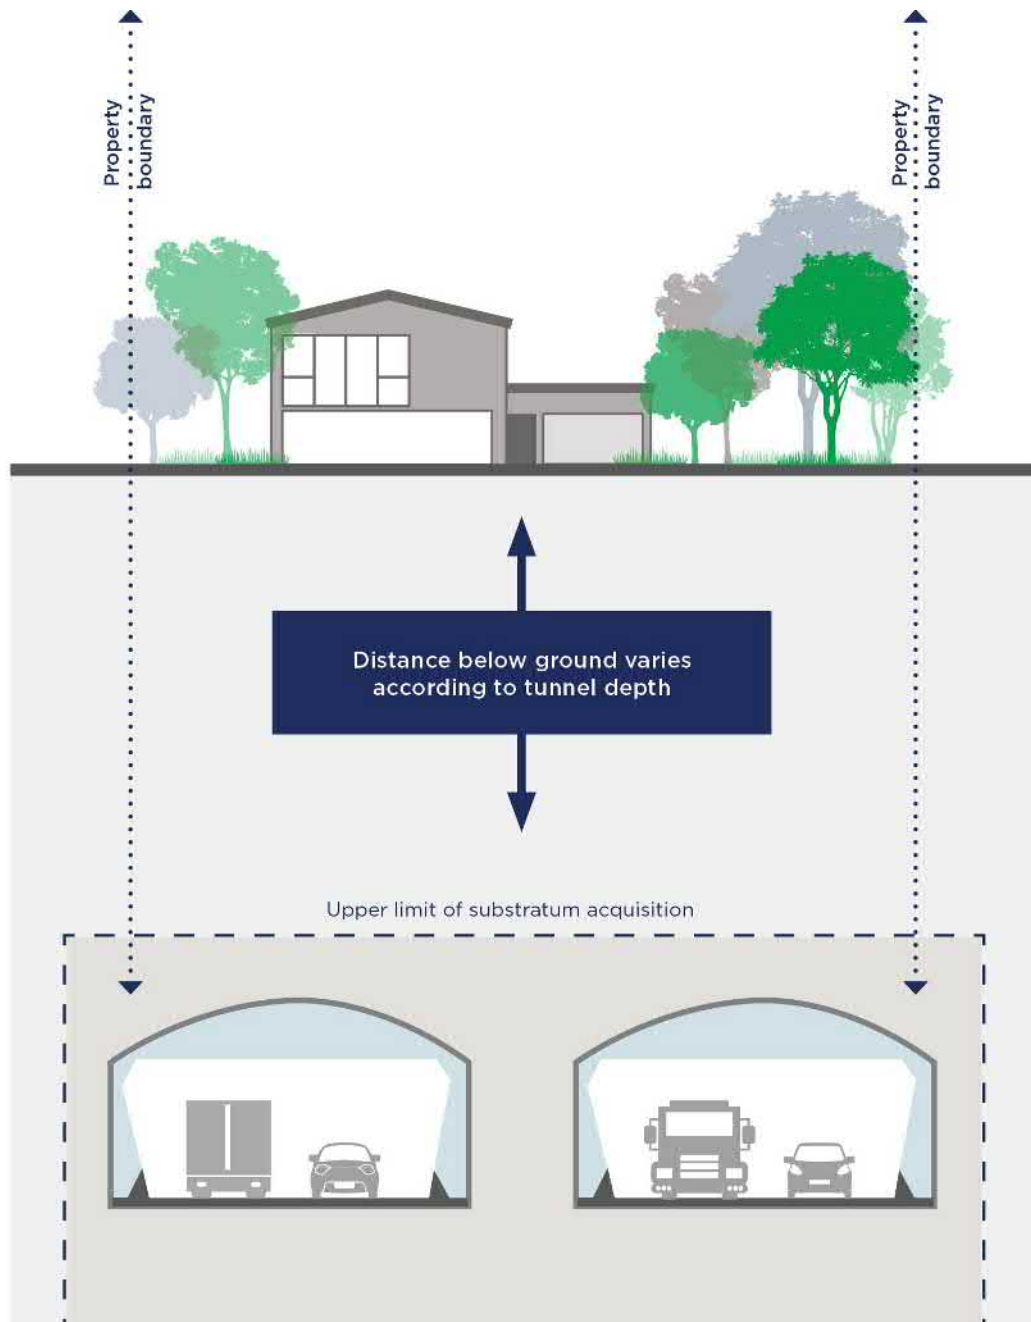 Property
boundary
Property
boundary
Distance below ground varies
according to tunnel depth
Upper limit of substratum acquisition